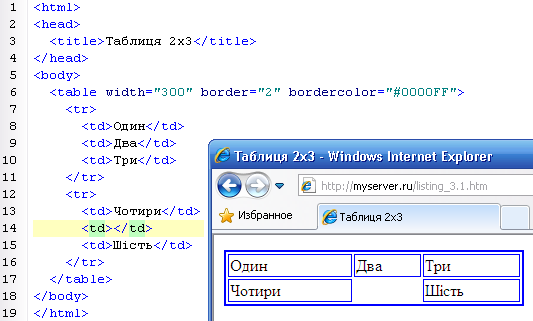 1 <html>
2 <head>
3 <title>Таблиця 2x3</title>
4 </head>
5 <body>
6 <table width="300" border="2" bordercolor="#0000FF">
7 <tr>
8 <td>Один</td>
9 <td>Два</td>
10 <td>Три</td>
11 </tr>
12 <tr>
13 <td>Чотири</td>
14 <td></td>
15 <td>Шість</td>
16 </tr>
17 </table>
18 </body>
19 </html>
Таблиця 2x3 - Windows Internet Explorer
http://myserver.ru/listing_3.1.htm
Избранное Таблиця 2x3
Один Два Три
Чотири Шість